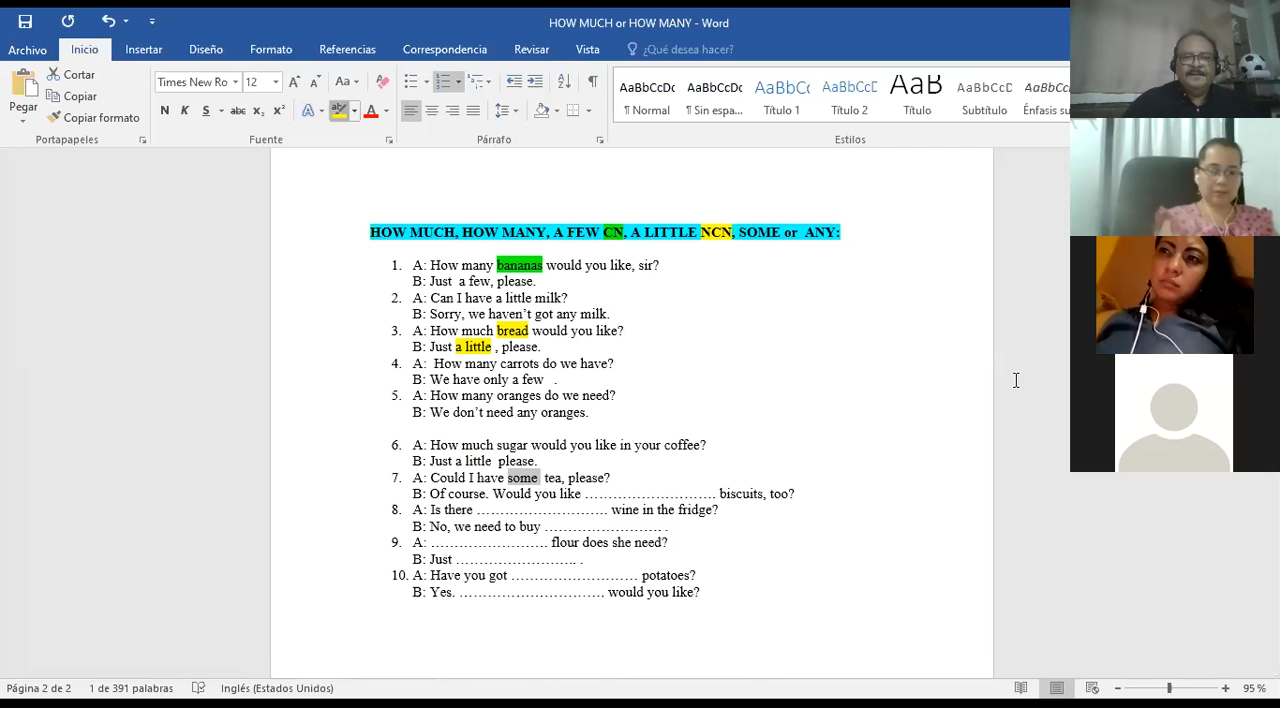 HOW MUCH or HOW MANY - Word
Archivo Inicio Insertar Diseño Formato Referencias Correspondencia Revisar Vista ¿Qué desea hacer?
Pegar
Cortar
Copiar
Copiar formato
Portapapeles
Times New Ro 12
Aa
N K S abc x₂ x² A A
Fuente
Párrafo
AaBbCcDc AaBbCcDc AaBbCc AaBbCcC AaB AaBbCcD AaBbCcD
¶ Normal ¶ Sin espa... Título 1 Título 2 Título Subtítulo Énfasis su
Estilos
HOW MUCH, HOW MANY, A FEW CN, A LITTLE NCN, SOME or ANY:
1. A: How many bananas would you like, sir?
B: Just a few, please.
2. A: Can I have a little milk?
B: Sorry, we haven't got any milk.
3. A: How much bread would you like?
B: Just a little , please.
4. A: How many carrots do we have?
B: We have only a few .
5. A: How many oranges do we need?
B: We don't need any oranges.
6. A: How much sugar would you like in your coffee?
B: Just a little please.
7. A: Could I have some tea, please?
B: Of course. Would you like ………………………. biscuits, too?
8. A: Is there ………………………. wine in the fridge?
B: No, we need to buy ……………………. .
9. A: ……………………. flour does she need?
B: Just …………………….. .
10. A: Have you got ……………………… potatoes?
B: Yes. …………………………. would you like?
Página 2 de 2 1 de 391 palabras Inglés (Estados Unidos) 95 %